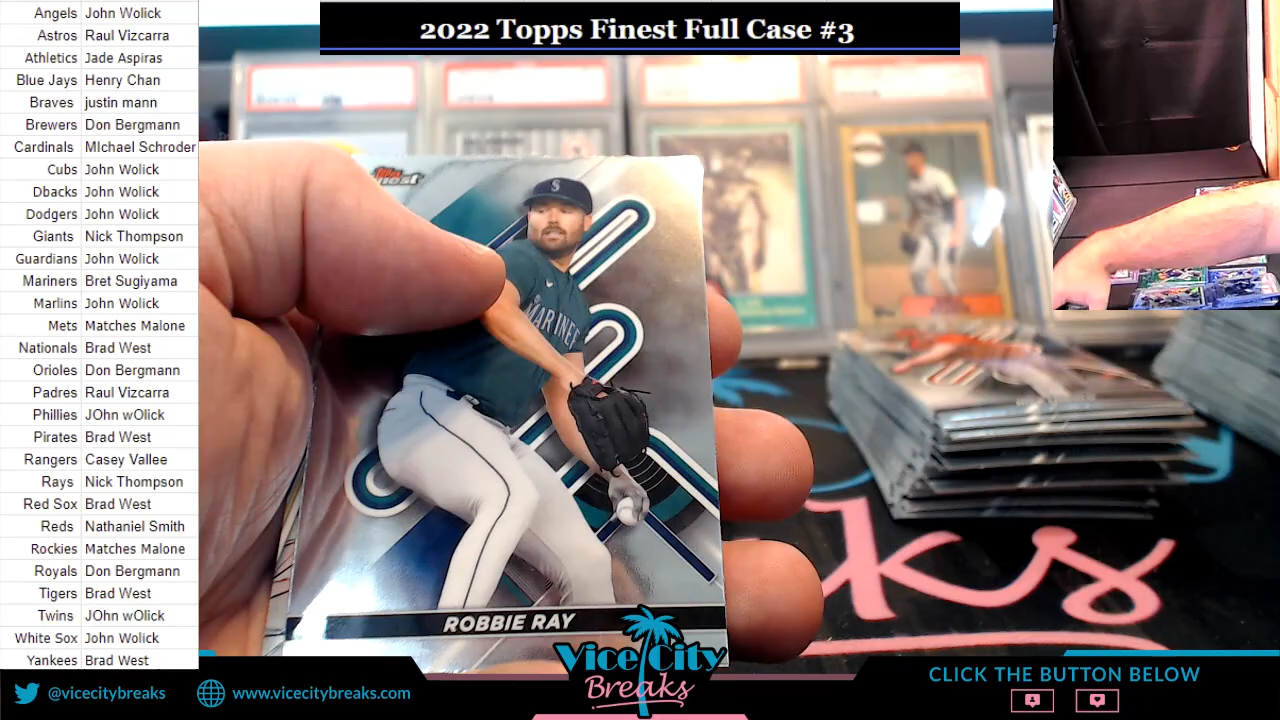 2022 Topps Finest Full Case #3
Angels John Wolick
Astros Raul Vizcarra
Athletics Jade Aspiras
Blue Jays Henry Chan
Braves justin mann
Brewers Don Bergmann
Cardinals MIchael Schroder
Cubs John Wolick
Dbacks John Wolick
Dodgers John Wolick
Giants Nick Thompson
Guardians John Wolick
Mariners Bret Sugiyama
Marlins John Wolick
Mets Matches Malone
Nationals Brad West
Orioles Don Bergmann
Padres Raul Vizcarra
Phillies JOhn wOlick
Pirates Brad West
Rangers Casey Vallee
Rays Nick Thompson
Red Sox Brad West
Reds Nathaniel Smith
Rockies Matches Malone
Royals Don Bergmann
Tigers Brad West
Twins JOhn wOlick
White Sox John Wolick
Yankees Brad West
S
MARINE
ROBBIE RAY
ks
Vice City
Breaks
@vicecitybreaks
www.vicecitybreaks.com
CLICK THE BUTTON BELOW